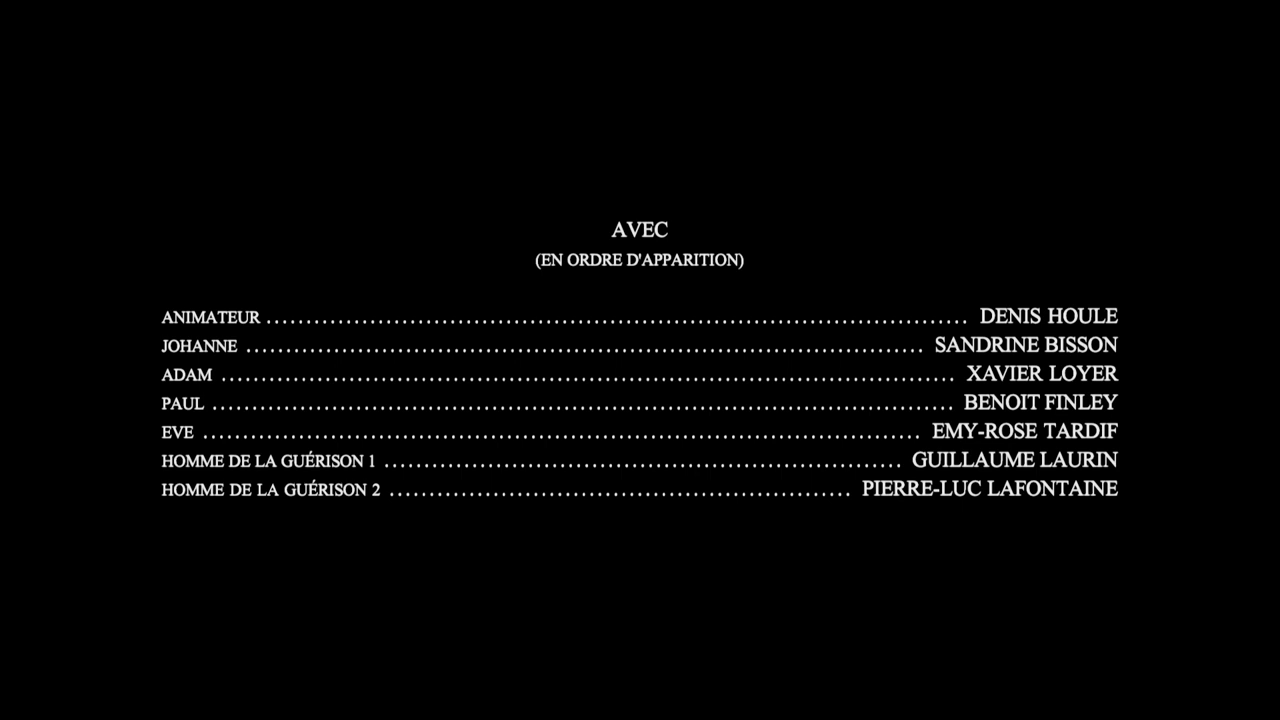 AVEC
(EN ORDRE D'APPARITION)
ANIMATEUR ........................................................................................ DENIS HOULE
JOHANNE ..................................................................................... SANDRINE BISSON
ADAM ............................................................................................ XAVIER LOYER
PAUL ............................................................................................. BENOIT FINLEY
EVE .......................................................................................... EMY-ROSE TARDIF
HOMME DE LA GUÉRISON 1 ................................................................. GUILLAUME LAURIN
HOMME DE LA GUÉRISON 2 .......................................................... PIERRE-LUC LAFONTAINE